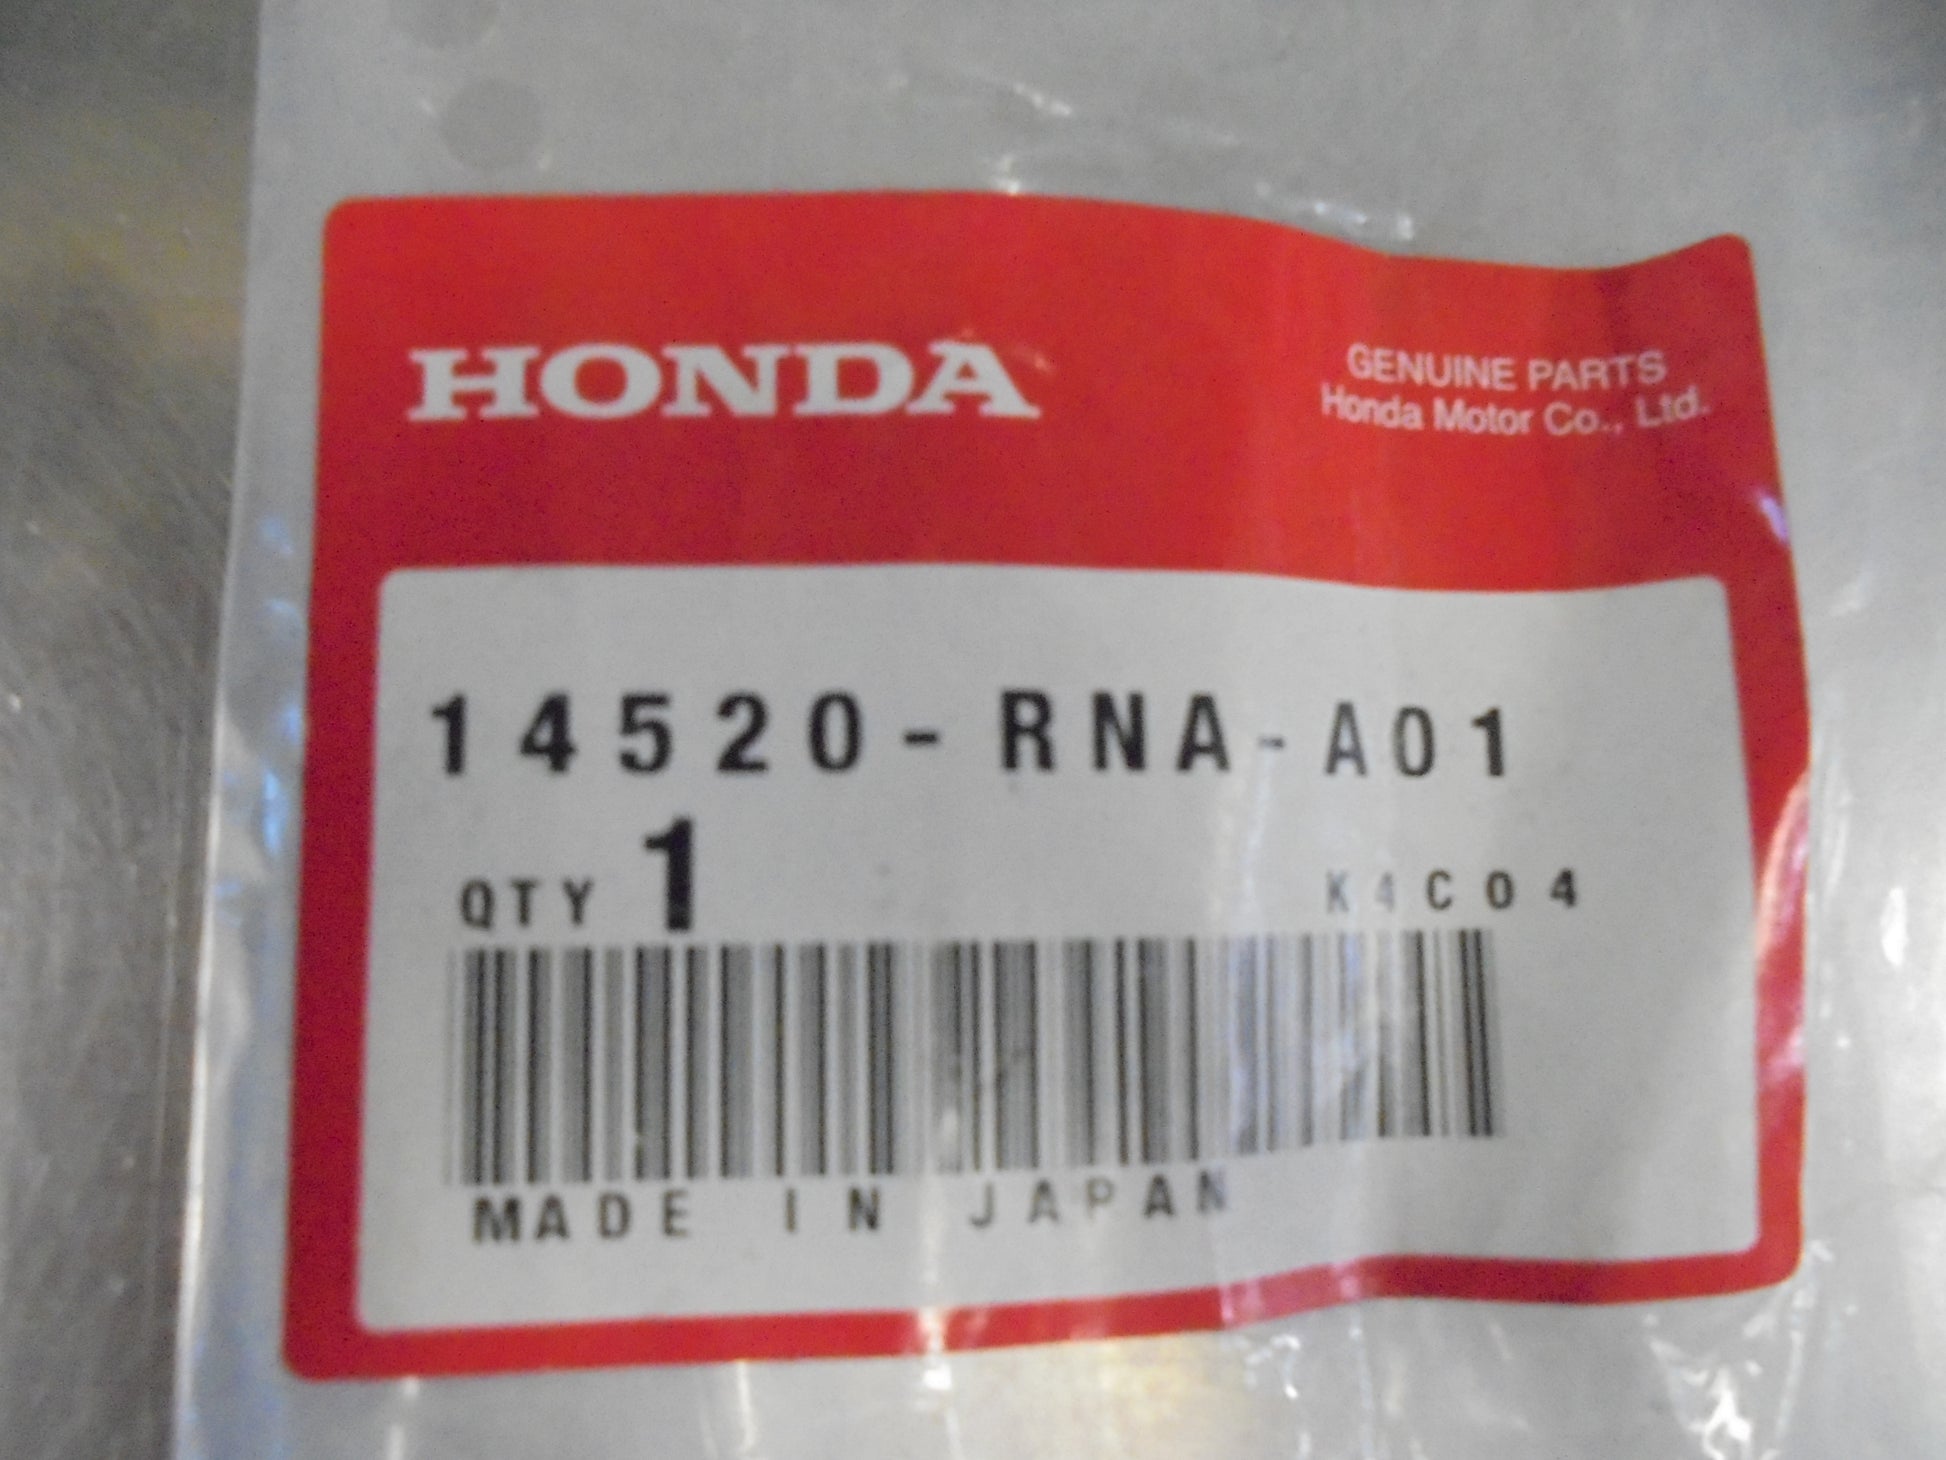 HONDA
GENUINE PARTS
Honda Motor Co., Ltd.
14520-RNA-A01
QTY 1
K4C04
MADE IN JAPAN